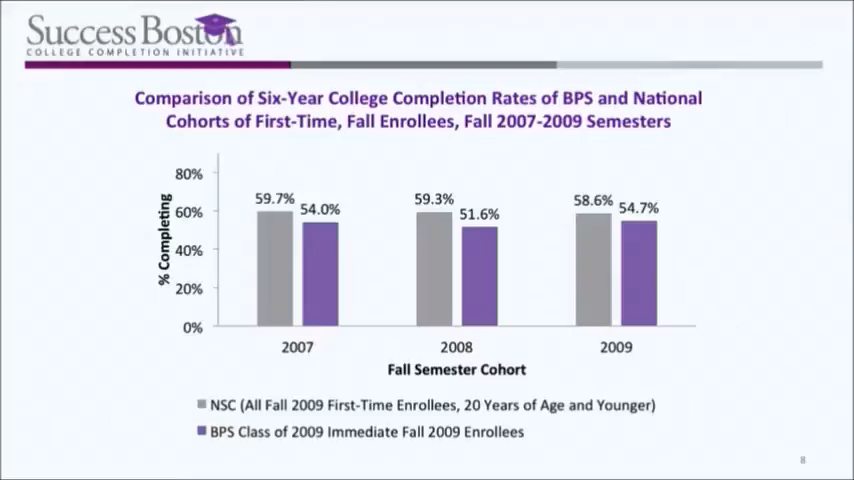 Success Boston
COLLEGE COMPLETION INITIATIVE
Comparison of Six-Year College Completion Rates of BPS and National
Cohorts of First-Time, Fall Enrollees, Fall 2007-2009 Semesters
% Completing
80%
60%
40%
20%
0%
59.7%
54.0%
59.3%
51.6%
58.6%
54.7%
2007
2008
2009
Fall Semester Cohort
NSC (All Fall 2009 First-Time Enrollees, 20 Years of Age and Younger)
BPS Class of 2009 Immediate Fall 2009 Enrollees
8